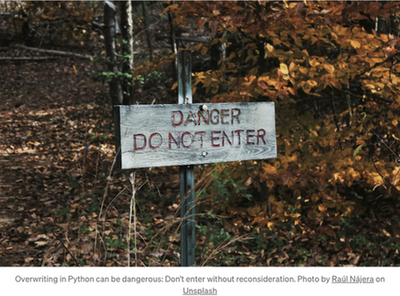 DANGER
DO NOT ENTER
Overwriting in Python can be dangerous: Don't enter without reconsideration. Photo by Raúl Nájera on
Unsplash